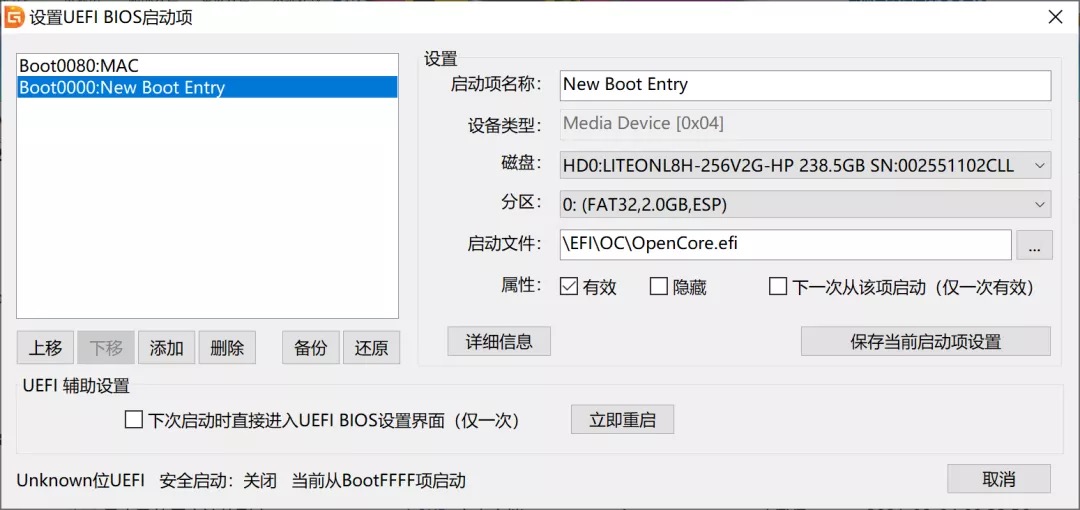 设置UEFI BIOS启动项
Boot0080:MAC
Boot0000:New Boot Entry
上移 下移 添加 删除 备份 还原
设置
启动项名称: New Boot Entry
设备类型: Media Device [0x04]
磁盘: HD0:LITEONL8H-256V2G-HP 238.5GB SN:002551102CLL
分区: 0: (FAT32,2.0GB,ESP)
启动文件: \EFI\OC\OpenCore.efi ...
属性: 有效 隐藏 下一次从该项启动（仅一次有效）
详细信息 保存当前启动项设置
UEFI 辅助设置
下次启动时直接进入UEFI BIOS设置界面（仅一次） 立即重启
Unknown位UEFI 安全启动：关闭 当前从BootFFFF项启动 取消